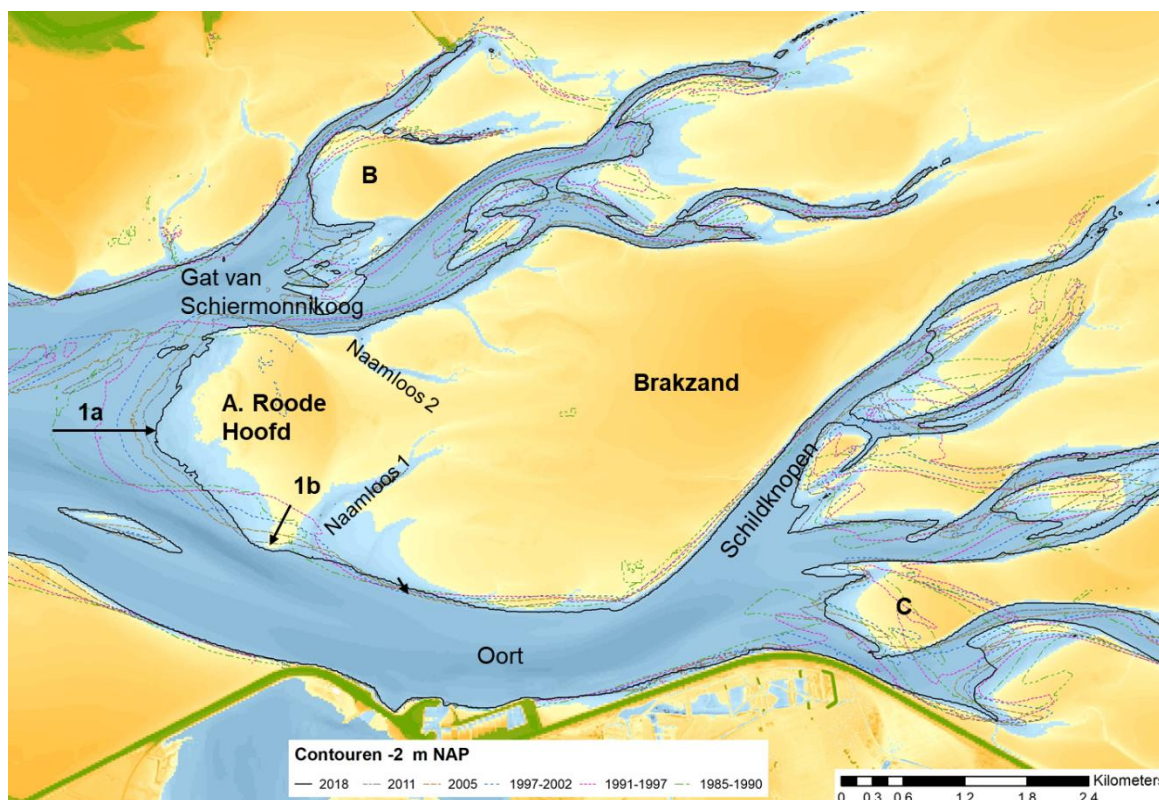 B
Gat van
Schiermonnikoog
Naamloos 2
1a
A. Roode
Hoofd
Brakzand
1b
Naamloos 1
Schildknopen
C
Oort
Contouren -2 m NAP
2018 2011 2005 1997-2002 1991-1997 1985-1990
Kilometers
0 0.3 0.6 1.2 1.8 2.4